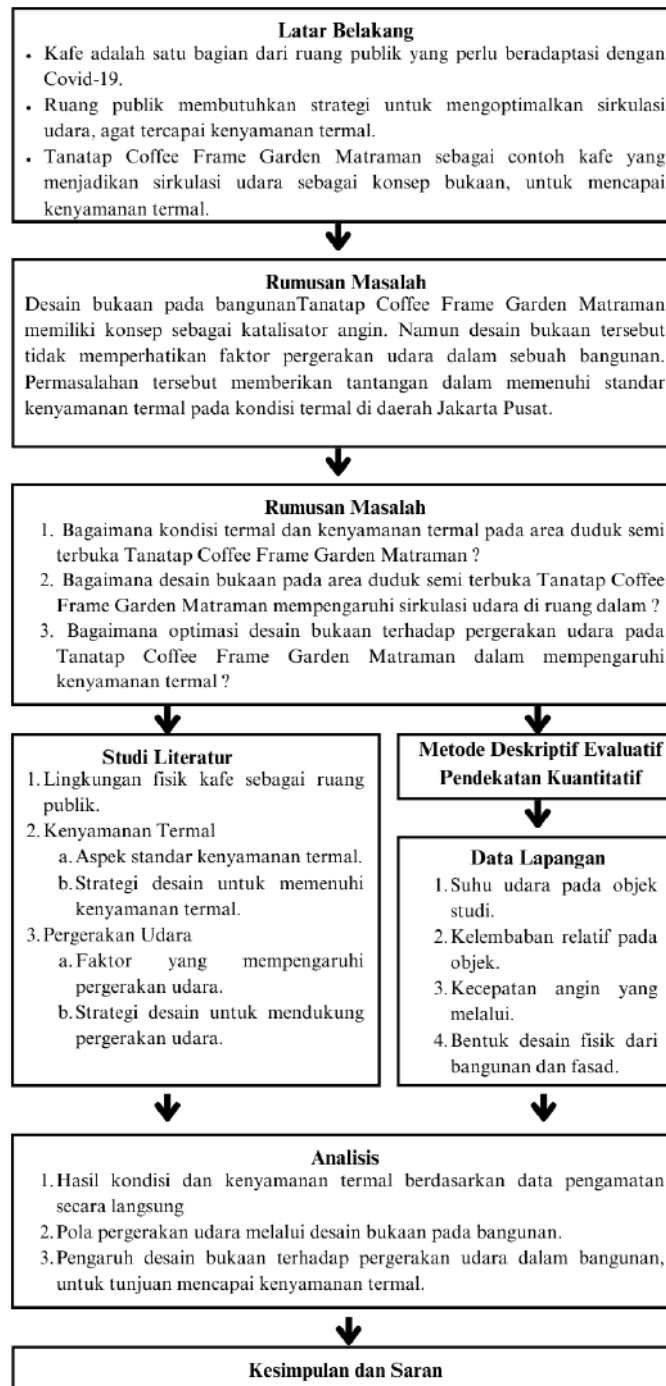 Latar Belakang
• Kafe adalah satu bagian dari ruang publik yang perlu beradaptasi dengan
Covid-19.
• Ruang publik membutuhkan strategi untuk mengoptimalkan sirkulasi
udara, agat tercapai kenyamanan termal.
• Tanatap Coffee Frame Garden Matraman sebagai contoh kafe yang
menjadikan sirkulasi udara sebagai konsep bukaan, untuk mencapai
kenyamanan termal.
Rumusan Masalah
Desain bukaan pada bangunanTanatap Coffee Frame Garden Matraman
memiliki konsep sebagai katalisator angin. Namun desain bukaan tersebut
tidak memperhatikan faktor pergerakan udara dalam sebuah bangunan.
Permasalahan tersebut memberikan tantangan dalam memenuhi standar
kenyamanan termal pada kondisi termal di daerah Jakarta Pusat.
Rumusan Masalah
1. Bagaimana kondisi termal dan kenyamanan termal pada area duduk semi
terbuka Tanatap Coffee Frame Garden Matraman ?
2. Bagaimana desain bukaan pada area duduk semi terbuka Tanatap Coffee
Frame Garden Matraman mempengaruhi sirkulasi udara di ruang dalam ?
3. Bagaimana optimasi desain bukaan terhadap pergerakan udara pada
Tanatap Coffee Frame Garden Matraman dalam mempengaruhi
kenyamanan termal ?
Studi Literatur
1. Lingkungan fisik kafe sebagai ruang
publik.
2. Kenyamanan Termal
a. Aspek standar kenyamanan termal.
b. Strategi desain untuk memenuhi
kenyamanan termal.
3. Pergerakan Udara
a. Faktor yang mempengaruhi
pergerakan udara.
b. Strategi desain untuk mendukung
pergerakan udara.
Metode Deskriptif Evaluatif
Pendekatan Kuantitatif
Data Lapangan
1. Suhu udara pada objek
studi.
2. Kelembaban relatif pada
objek.
3. Kecepatan angin yang
melalui.
4. Bentuk desain fisik dari
bangunan dan fasad.
Analisis
1. Hasil kondisi dan kenyamanan termal berdasarkan data pengamatan
secara langsung
2. Pola pergerakan udara melalui desain bukaan pada bangunan.
3. Pengaruh desain bukaan terhadap pergerakan udara dalam bangunan,
untuk tunjuan mencapai kenyamanan termal.
Kesimpulan dan Saran